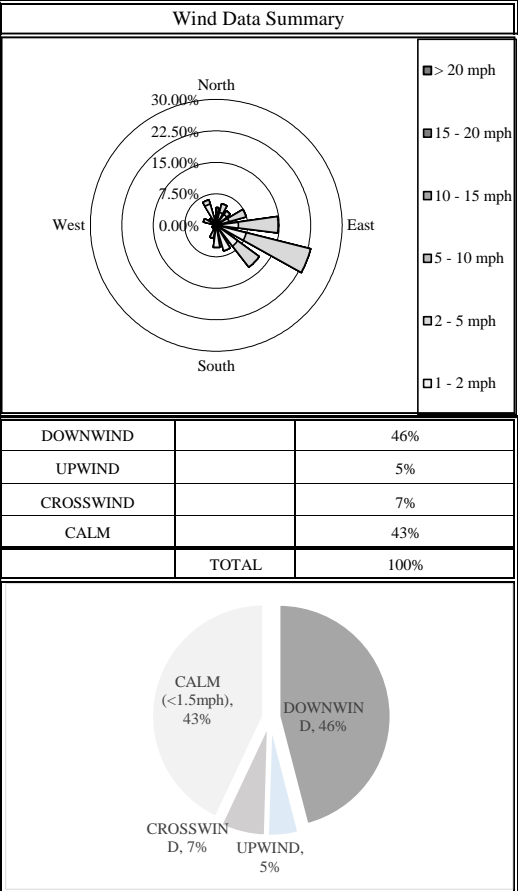 Wind Data Summary
North
30.00%
22.50%
15.00%
7.50%
0.00%
West
East
South
> 20 mph
15 - 20 mph
10 - 15 mph
5 - 10 mph
2 - 5 mph
1 - 2 mph
DOWNWIND 46%
UPWIND 5%
CROSSWIND 7%
CALM 43%
TOTAL 100%
CALM
(<1.5mph),
43%
DOWNWIN
D, 46%
CROSSWIN
D, 7%
UPWIND,
5%